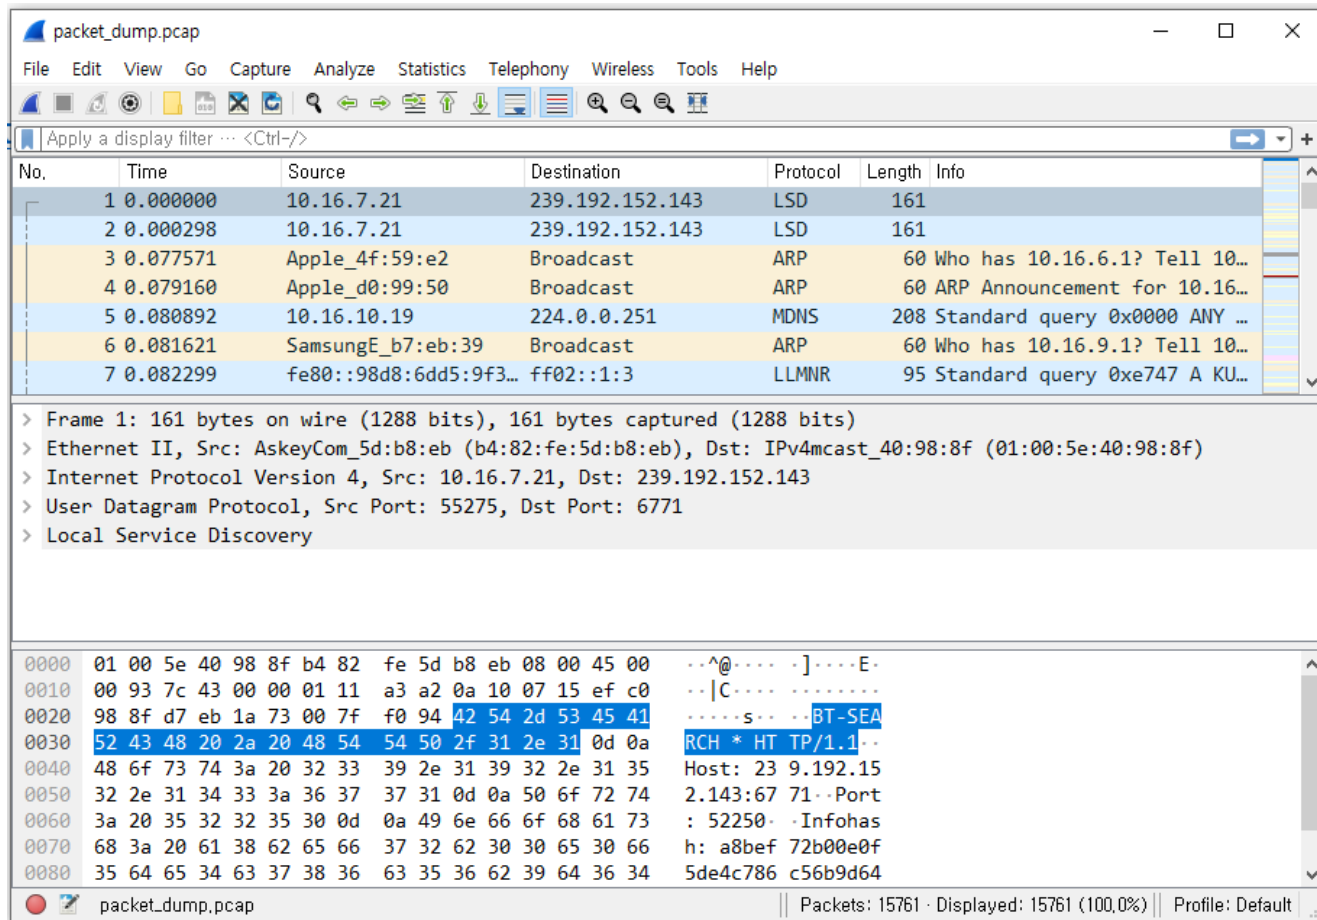 packet_dump.pcap
File Edit View Go Capture Analyze Statistics Telephony Wireless Tools Help
Apply a display filter ··· <Ctrl-/>
No. Time Source Destination Protocol Length Info
1 0.000000 10.16.7.21 239.192.152.143 LSD 161
2 0.000298 10.16.7.21 239.192.152.143 LSD 161
3 0.077571 Apple_4f:59:e2 Broadcast ARP 60 Who has 10.16.6.1? Tell 10…
4 0.079160 Apple_d0:99:50 Broadcast ARP 60 ARP Announcement for 10.16…
5 0.080892 10.16.10.19 224.0.0.251 MDNS 208 Standard query 0x0000 ANY …
6 0.081621 SamsungE_b7:eb:39 Broadcast ARP 60 Who has 10.16.9.1? Tell 10…
7 0.082299 fe80::98d8:6dd5:9f3… ff02::1:3 LLMNR 95 Standard query 0xe747 A KU…
> Frame 1: 161 bytes on wire (1288 bits), 161 bytes captured (1288 bits)
> Ethernet II, Src: AskeyCom_5d:b8:eb (b4:82:fe:5d:b8:eb), Dst: IPv4mcast_40:98:8f (01:00:5e:40:98:8f)
> Internet Protocol Version 4, Src: 10.16.7.21, Dst: 239.192.152.143
> User Datagram Protocol, Src Port: 55275, Dst Port: 6771
> Local Service Discovery
0000 01 00 5e 40 98 8f b4 82 fe 5d b8 eb 08 00 45 00 ··^@···· ·]····E·
0010 00 93 7c 43 00 00 01 11 a3 a2 0a 10 07 15 ef c0 ··|C···· ········
0020 98 8f d7 eb 1a 73 00 7f f0 94 42 54 2d 53 45 41 ·····s·· ··BT-SEA
0030 52 43 48 20 2a 20 48 54 54 50 2f 31 2e 31 0d 0a RCH * HT TP/1.1··
0040 48 6f 73 74 3a 20 32 33 39 2e 31 39 32 2e 31 35 Host: 23 9.192.15
0050 32 2e 31 34 33 3a 36 37 37 31 0d 0a 50 6f 72 74 2.143:67 71··Port
0060 3a 20 35 32 32 35 30 0d 0a 49 6e 66 6f 68 61 73 : 52250· ·Infohas
0070 68 3a 20 61 38 62 65 66 37 32 62 30 30 65 30 66 h: a8bef 72b00e0f
0080 35 64 65 34 63 37 38 36 63 35 36 62 39 64 36 34 5de4c786 c56b9d64
packet_dump.pcap Packets: 15761 · Displayed: 15761 (100.0%) Profile: Default